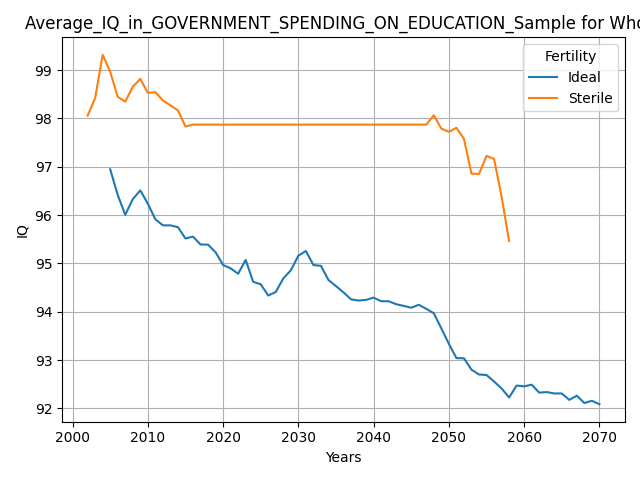 Average_IQ_in_GOVERNMENT_SPENDING_ON_EDUCATION_Sample for Who
Fertility
Ideal
Sterile
99
98
97
96
95
94
93
92
IQ
2000 2010 2020 2030 2040 2050 2060 2070
Years